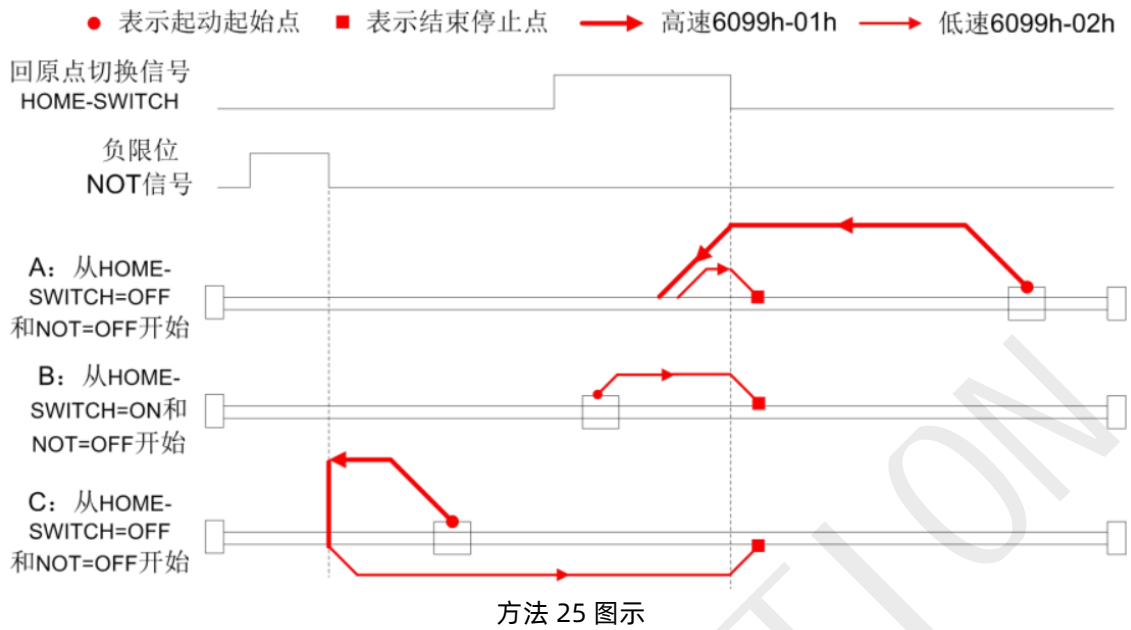 表示起动起始点 表示结束停止点 高速6099h-01h 低速6099h-02h
回原点切换信号
HOME-SWITCH
负限位
NOT信号
A：从HOME-
SWITCH=OFF
和NOT=OFF开始
B：从HOME-
SWITCH=ON和
NOT=OFF开始
C：从HOME-
SWITCH=OFF
和NOT=OFF开始
方法 25 图示
TION